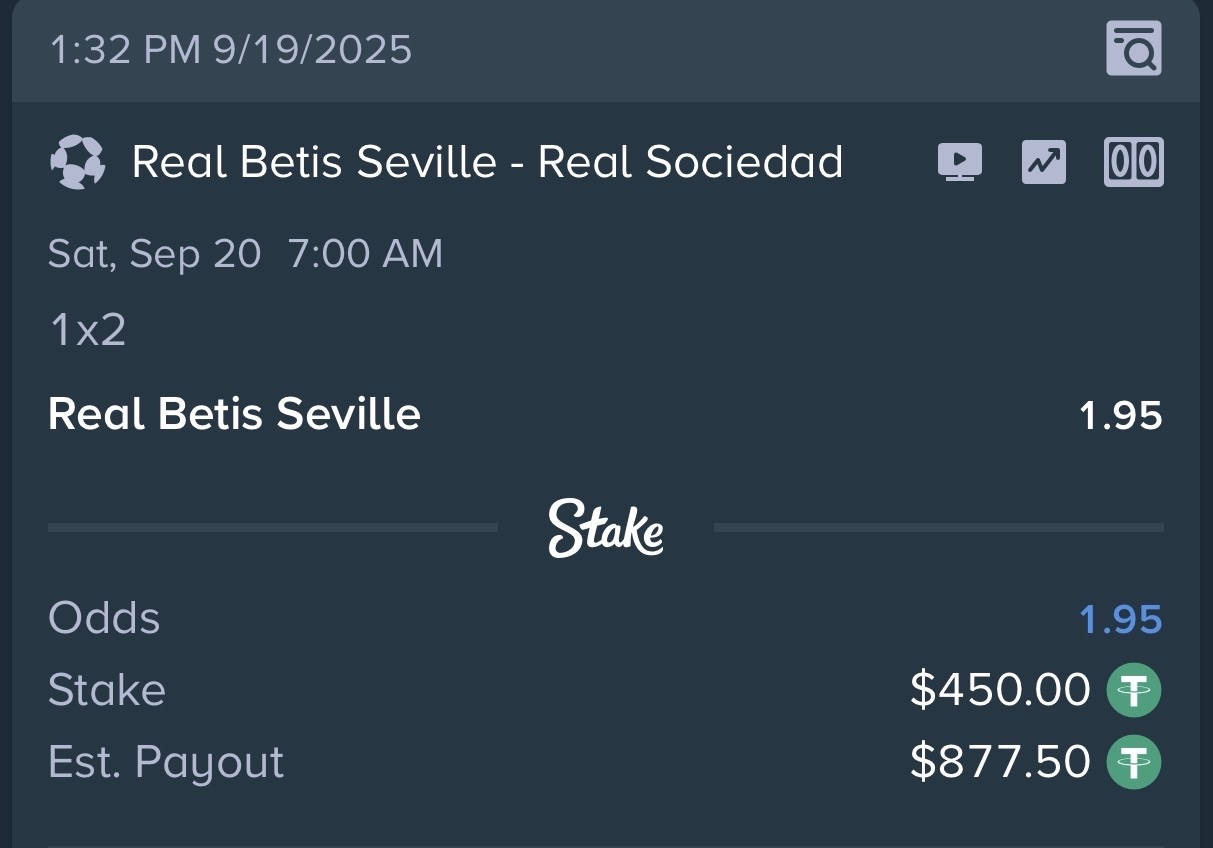 1:32 PM 9/19/2025
Real Betis Seville - Real Sociedad
Sat, Sep 20 7:00 AM
1x2
Real Betis Seville 1.95
Stake
Odds 1.95
Stake $450.00
Est. Payout $877.50